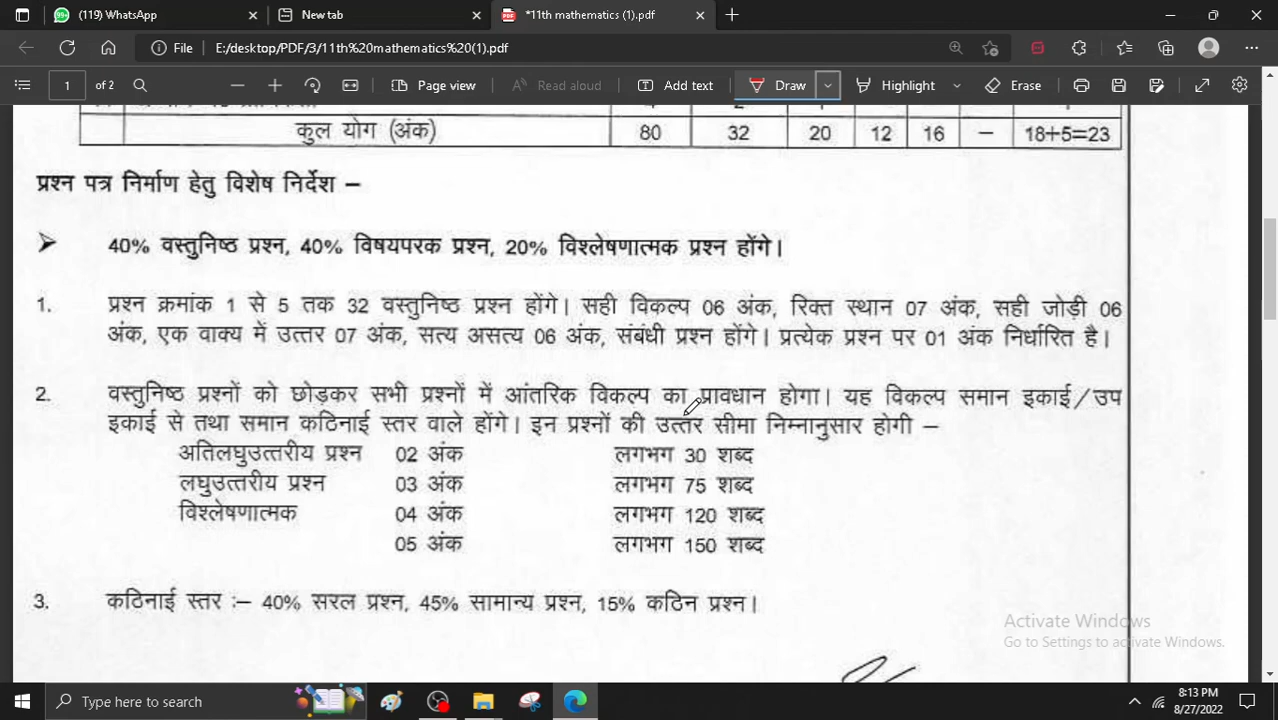 (119) WhatsApp
New tab
*11th mathematics (1).pdf
File E:/desktop/PDF/3/11th%20mathematics%20(1).pdf
1 of 2
Page view
Read aloud
Add text
Draw
Highlight
Erase
कुल योग (अंक) 80 32 20 12 16 – 18+5=23
प्रश्न पत्र निर्माण हेतु विशेष निर्देश –
40% वस्तुनिष्ठ प्रश्न, 40% विषयपरक प्रश्न, 20% विश्लेषणात्मक प्रश्न होंगे।
1. प्रश्न क्रमांक 1 से 5 तक 32 वस्तुनिष्ठ प्रश्न होंगे। सही विकल्प 06 अंक, रिक्त स्थान 07 अंक, सही जोड़ी 06
अंक, एक वाक्य में उत्तर 07 अंक, सत्य असत्य 06 अंक, संबंधी प्रश्न होंगे। प्रत्येक प्रश्न पर 01 अंक निर्धारित है।
2. वस्तुनिष्ठ प्रश्नों को छोड़कर सभी प्रश्नों में आंतरिक विकल्प का प्रावधान होगा। यह विकल्प समान इकाई/उप
इकाई से तथा समान कठिनाई स्तर वाले होंगे। इन प्रश्नों की उत्तर सीमा निम्नानुसार होगी –
अतिलघुउत्तरीय प्रश्न 02 अंक लगभग 30 शब्द
लघुउत्तरीय प्रश्न 03 अंक लगभग 75 शब्द
विश्लेषणात्मक 04 अंक लगभग 120 शब्द
05 अंक लगभग 150 शब्द
3. कठिनाई स्तर :– 40% सरल प्रश्न, 45% सामान्य प्रश्न, 15% कठिन प्रश्न।
Activate Windows
Go to Settings to activate Windows.
Type here to search
8:13 PM
8/27/2022